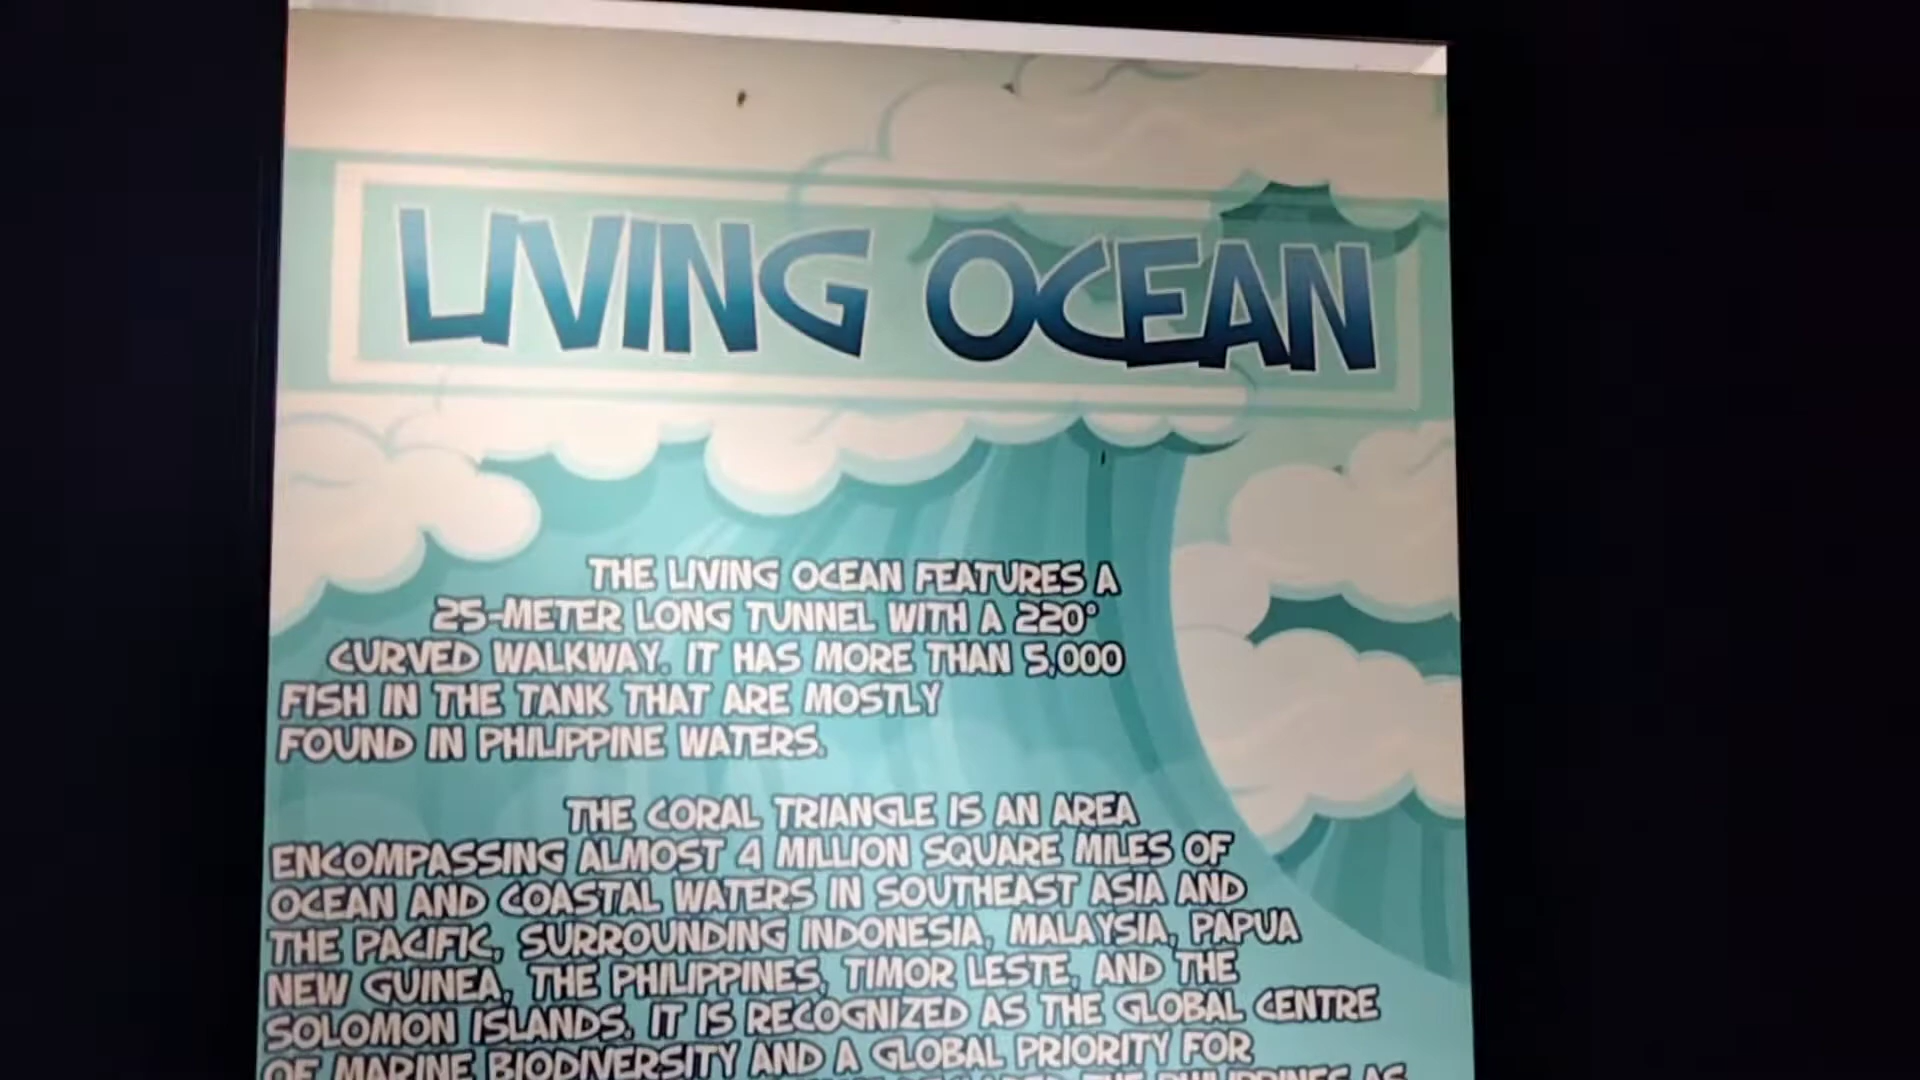 LIVING OCEAN
THE LIVING OCEAN FEATURES A
25-METER LONG TUNNEL WITH A 220°
CURVED WALKWAY. IT HAS MORE THAN 5,000
FISH IN THE TANK THAT ARE MOSTLY
FOUND IN PHILIPPINE WATERS.
THE CORAL TRIANGLE IS AN AREA
ENCOMPASSING ALMOST 4 MILLION SQUARE MILES OF
OCEAN AND COASTAL WATERS IN SOUTHEAST ASIA AND
THE PACIFIC, SURROUNDING INDONESIA, MALAYSIA, PAPUA
NEW GUINEA, THE PHILIPPINES, TIMOR LESTE, AND THE
SOLOMON ISLANDS. IT IS RECOGNIZED AS THE GLOBAL CENTRE
OF MARINE BIODIVERSITY AND A GLOBAL PRIORITY FOR
THE PHILIPPINES AS